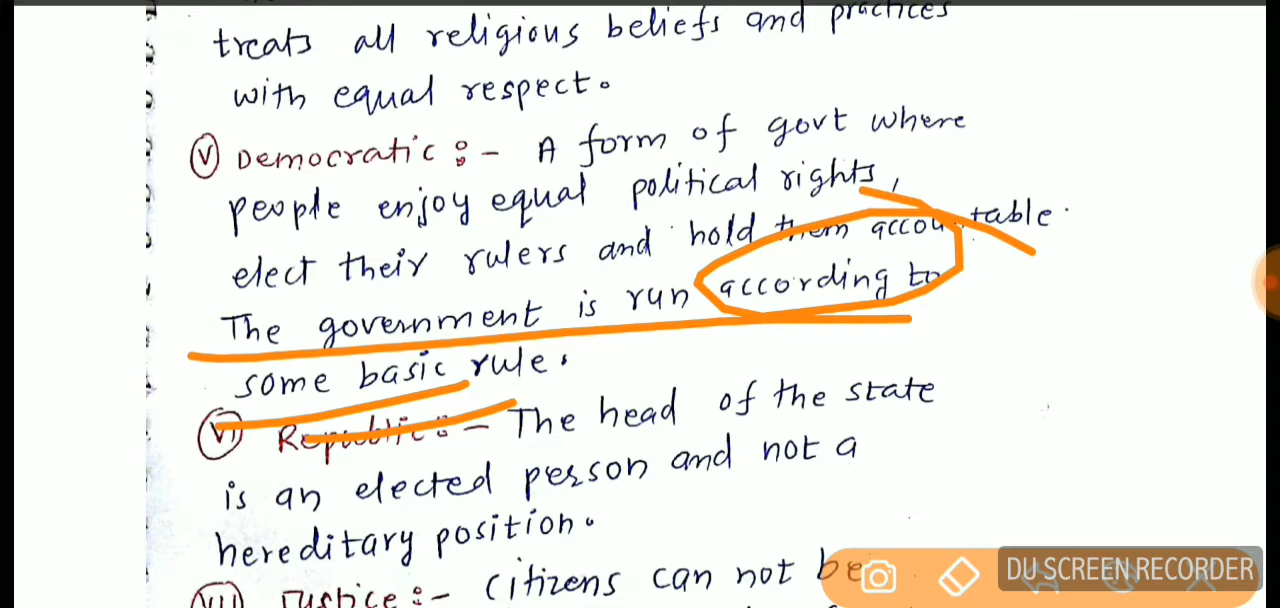 treats all religious beliefs and practices
with equal respect.
(V) Democratic :- A form of govt where
people enjoy equal political rights,
elect their rulers and hold them accountable.
The government is run according to
some basic rule.
(VI) Republic :- The head of the state
is an elected person and not a
hereditary position.
(VII) Justice :- Citizens can not be
DU SCREEN RECORDER